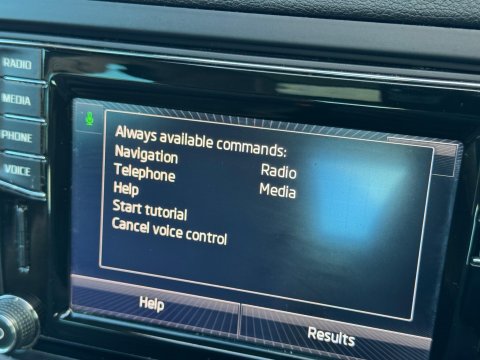 RADIO
MEDIA
PHONE
VOICE
Always available commands:
Navigation Radio
Telephone Media
Help
Start tutorial
Cancel voice control
Help Results